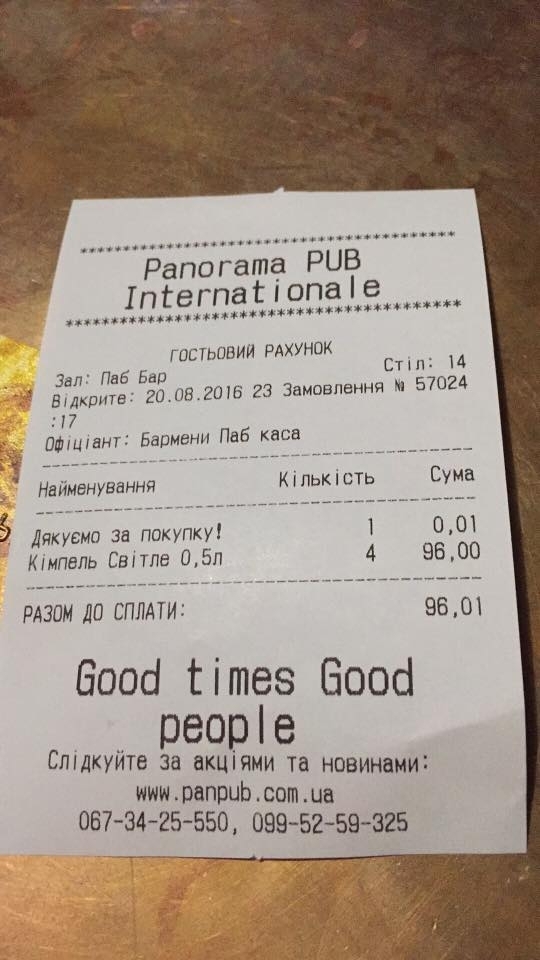 ************************************
Panorama PUB
Internationale
************************************
ГОСТЬОВИЙ РАХУНОК
Зал: Паб Бар Стіл: 14
Відкрите: 20.08.2016 23 Замовлення № 57024
:17
Офіціант: Бармени Паб каса
Найменування Кількість Сума
Дякуємо за покупку! 1 0,01
Кімпель Світле 0,5л 4 96,00
РАЗОМ ДО СПЛАТИ: 96,01
Good times Good
people
Слідкуйте за акціями та новинами:
www.panpub.com.ua
067-34-25-550, 099-52-59-325